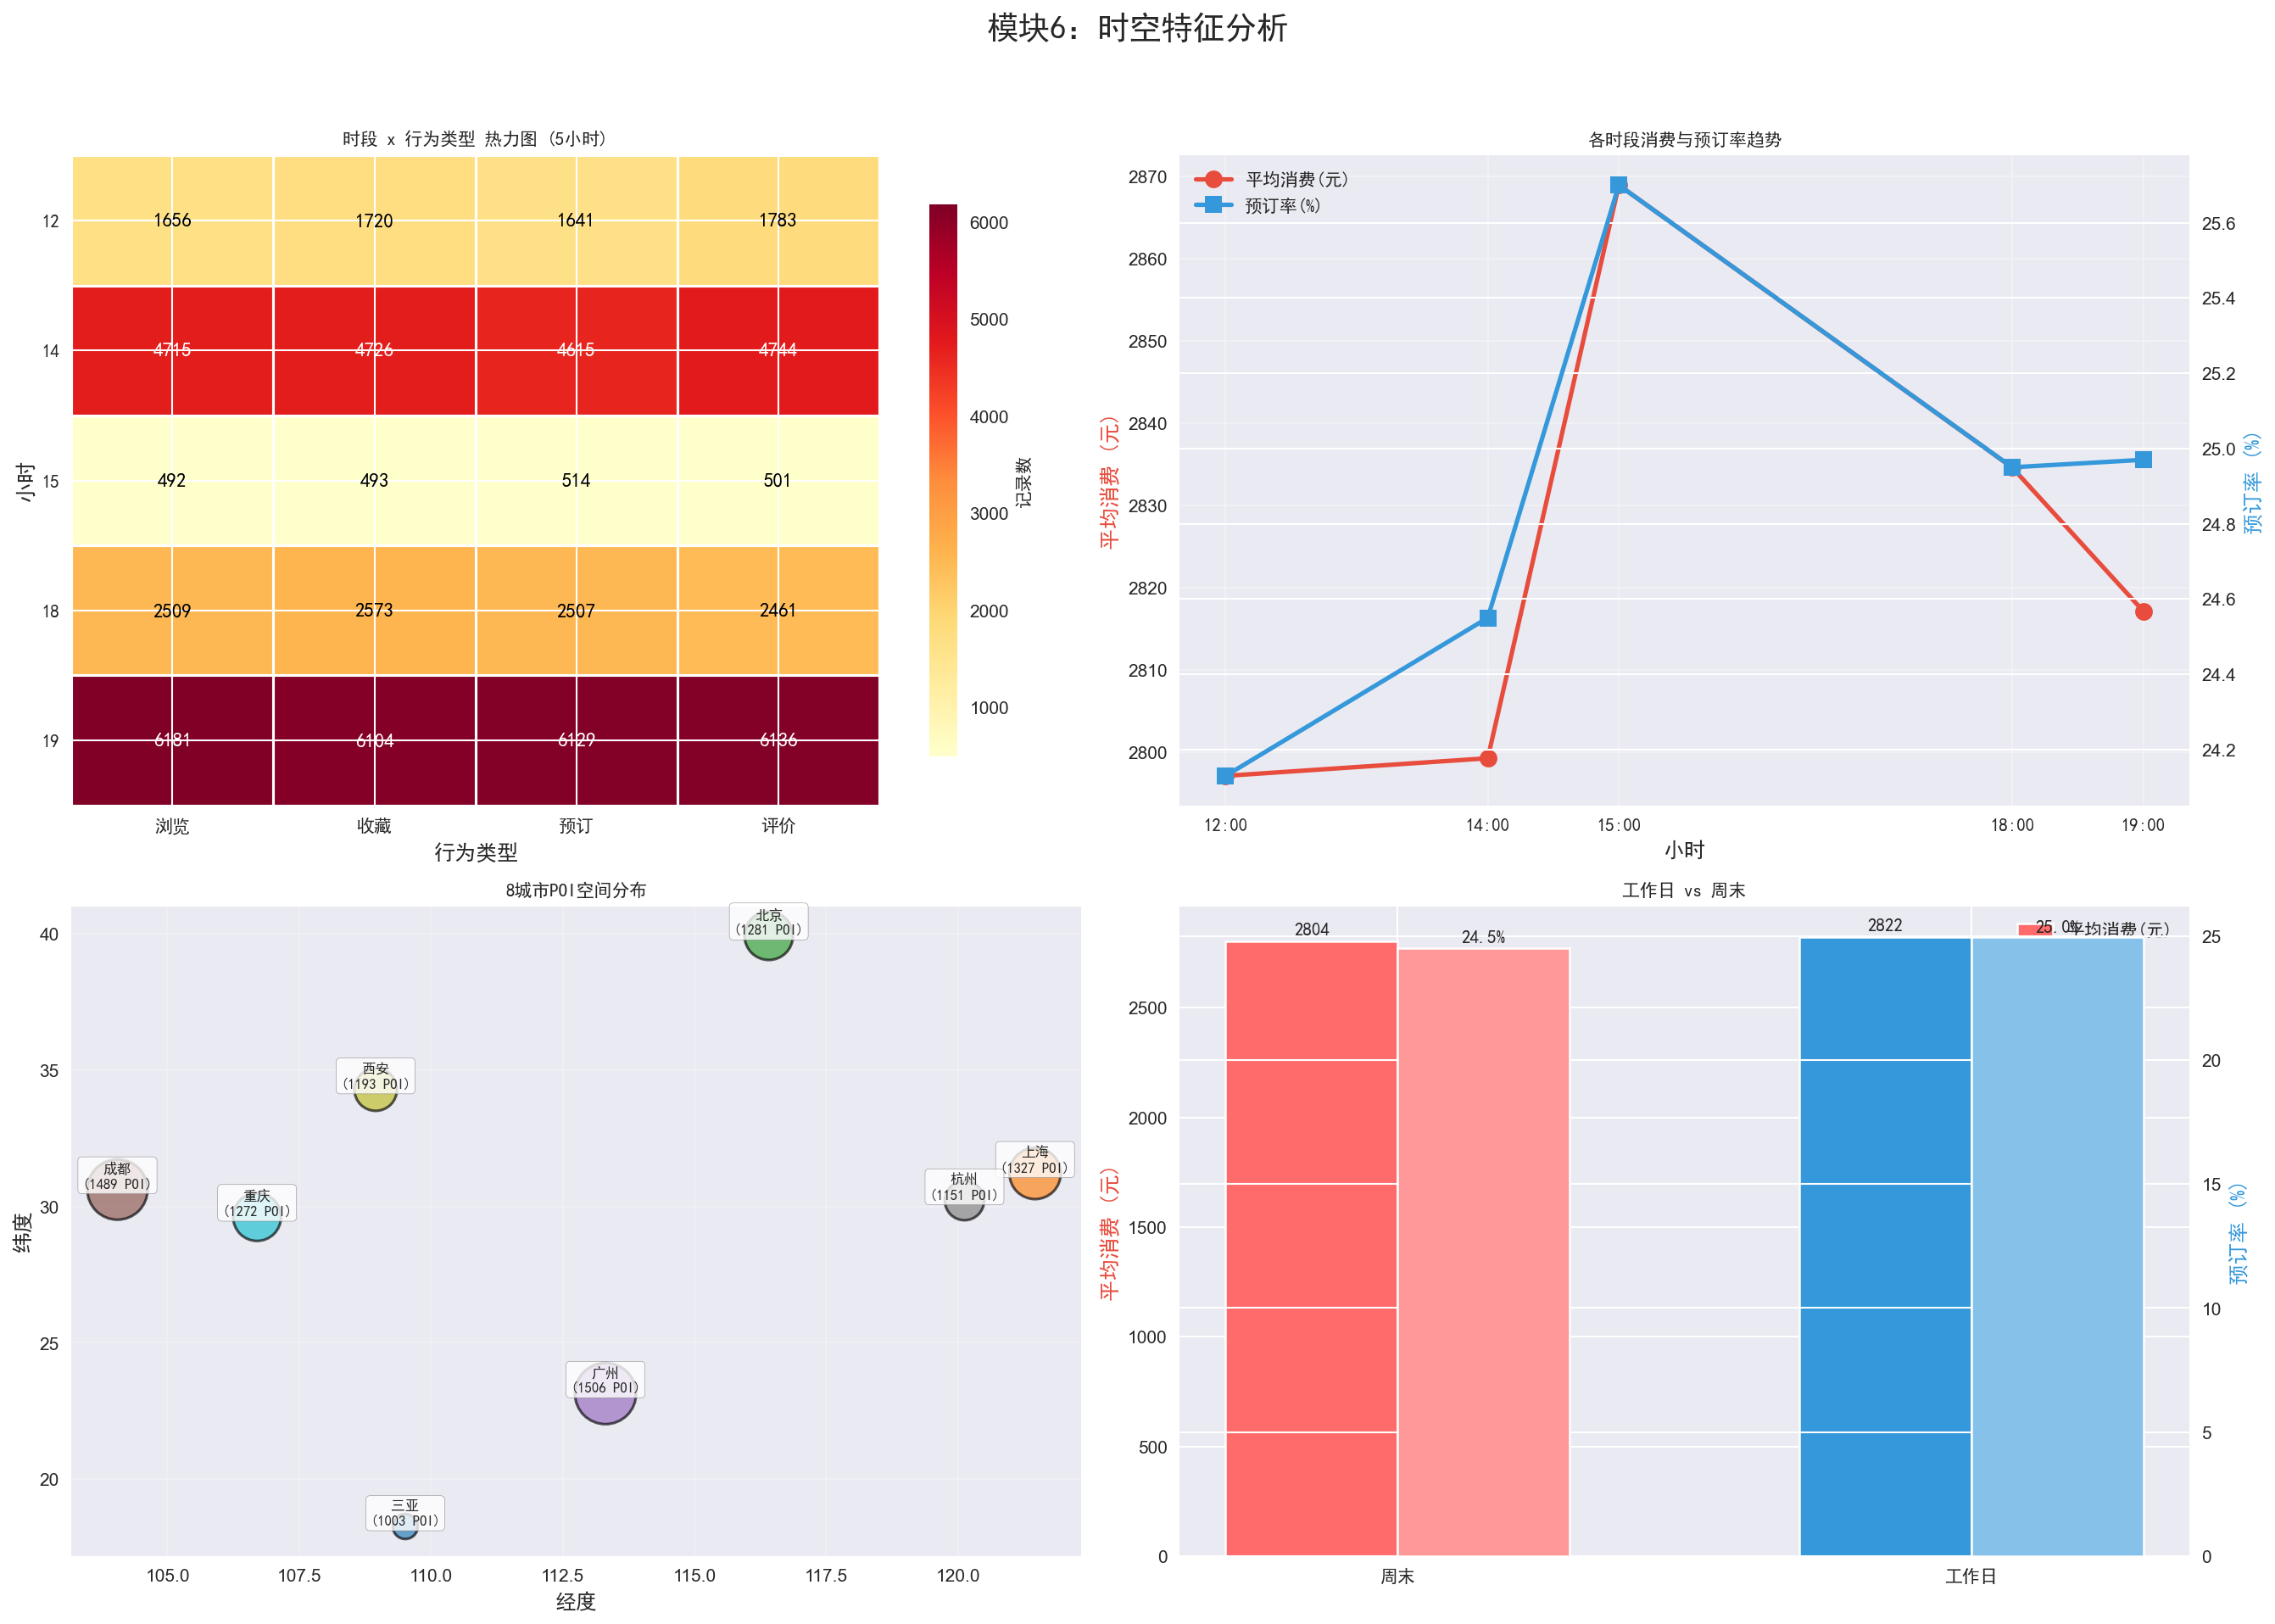 模块6：时空特征分析
时段 x 行为类型 热力图 (5小时)
小时
12
14
15
18
19
1656 1720 1641 1783
4715 4726 4615 4744
492 493 514 501
2509 2573 2507 2461
6181 6104 6129 6136
浏览 收藏 预订 评价
行为类型
6000
5000
4000
3000
2000
1000
记录数
各时段消费与预订率趋势
平均消费(元)
预订率(%)
2870
2860
2850
2840
2830
2820
2810
2800
平均消费 (元)
25.6
25.4
25.2
25.0
24.8
24.6
24.4
24.2
预订率 (%)
12:00 14:00 15:00 18:00 19:00
小时
8城市POI空间分布
纬度
40
35
30
25
20
北京
(1281 POI)
西安
(1193 POI)
上海
(1327 POI)
成都
(1489 POI)
杭州
(1151 POI)
重庆
(1272 POI)
广州
(1506 POI)
三亚
(1003 POI)
105.0 107.5 110.0 112.5 115.0 117.5 120.0
经度
工作日 vs 周末
平均消费(元)
2804
24.5%
2822
25.0%
2500
2000
1500
1000
500
0
平均消费 (元)
25
20
15
10
5
0
预订率 (%)
周末 工作日